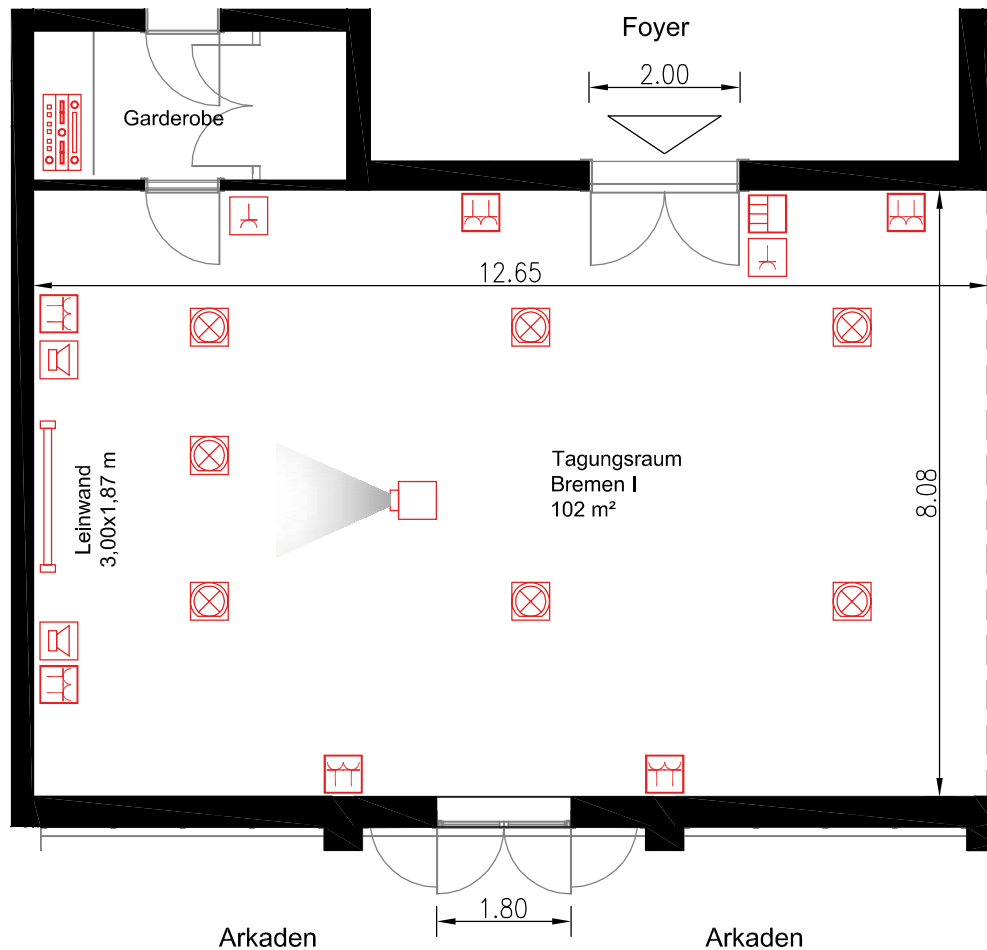 Foyer
2.00
Garderobe
12.65
Leinwand
3,00x1,87 m
Tagungsraum
Bremen I
102 m²
8.08
1.80
Arkaden
Arkaden